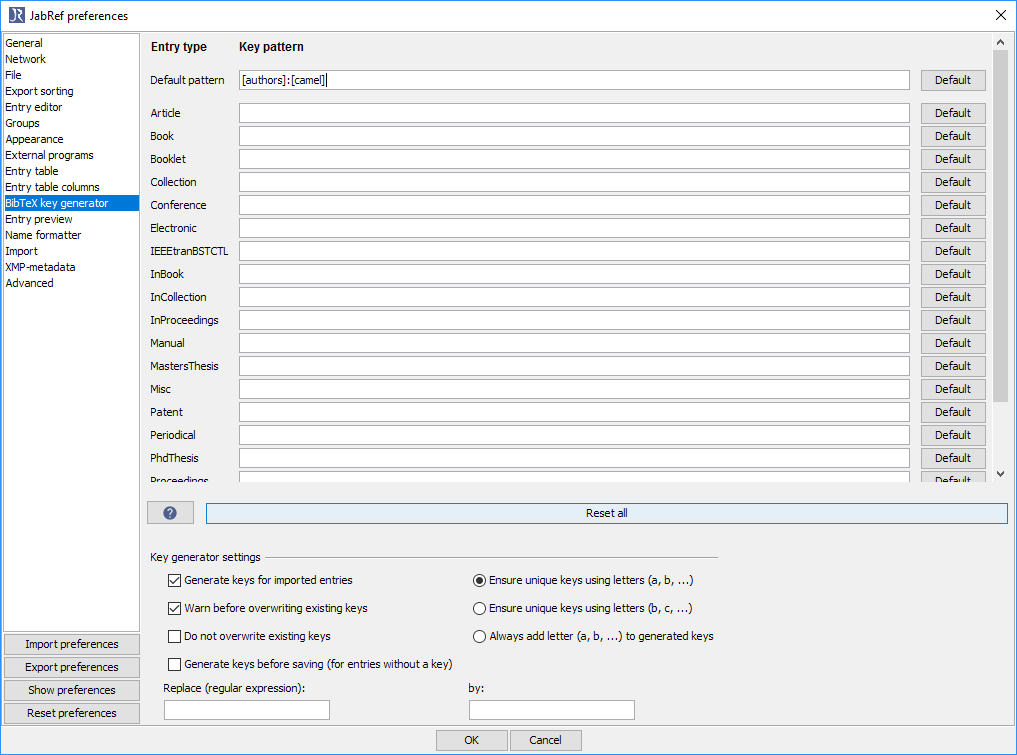 JabRef preferences
General
Network
File
Export sorting
Entry editor
Groups
Appearance
External programs
Entry table
Entry table columns
BibTeX key generator
Entry preview
Name formatter
Import
XMP-metadata
Advanced
Import preferences
Export preferences
Show preferences
Reset preferences
Entry type Key pattern
Default pattern [authors]:[camel] Default
Article Default
Book Default
Booklet Default
Collection Default
Conference Default
Electronic Default
IEEEtranBSTCTL Default
InBook Default
InCollection Default
InProceedings Default
Manual Default
MastersThesis Default
Misc Default
Patent Default
Periodical Default
PhdThesis Default
Proceedings Default
? Reset all
Key generator settings
Generate keys for imported entries Ensure unique keys using letters (a, b, ...)
Warn before overwriting existing keys Ensure unique keys using letters (b, c, ...)
Do not overwrite existing keys Always add letter (a, b, ...) to generated keys
Generate keys before saving (for entries without a key)
Replace (regular expression): by:
OK Cancel